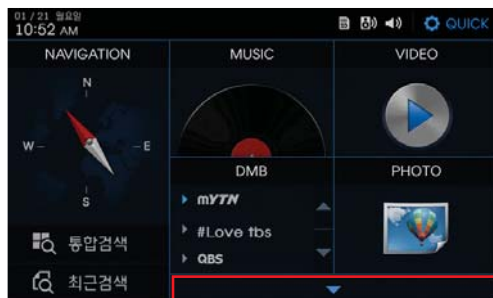 01 / 21 월요일
10:52 AM
QUICK
NAVIGATION
MUSIC
VIDEO
N
W
E
S
DMB
PHOTO
mYTN
#Love tbs
QBS
통합검색
최근검색